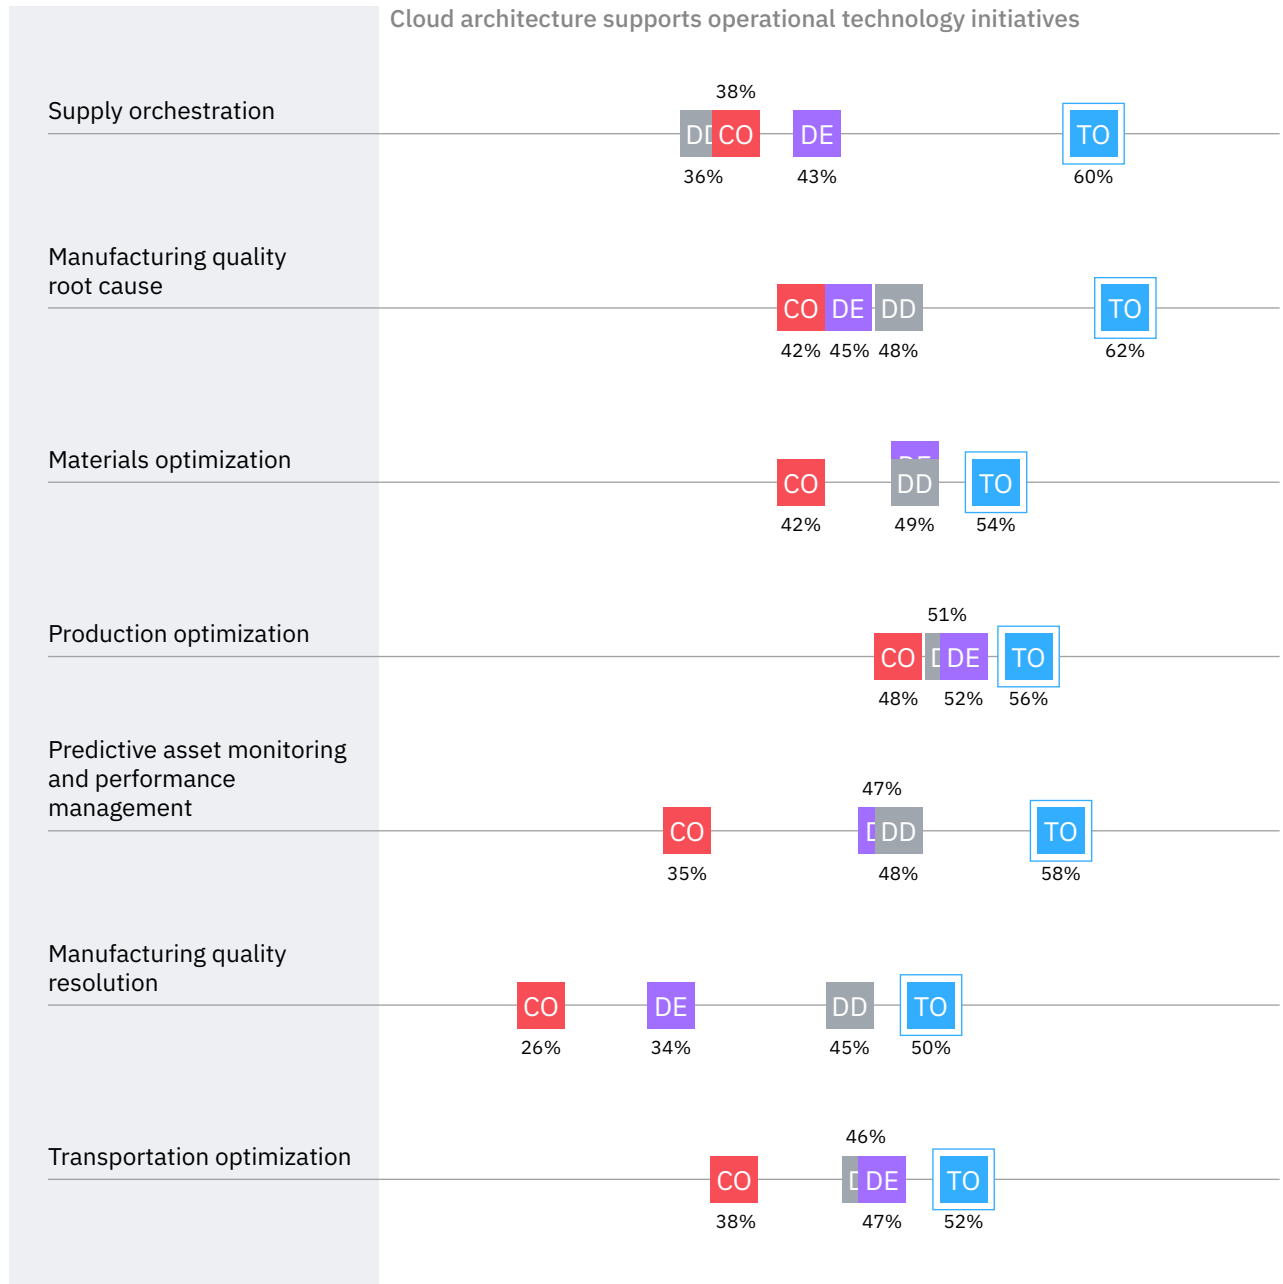 Cloud architecture supports operational technology initiatives
Supply orchestration
38%
DD CO DE TO
36% 43% 60%
Manufacturing quality
root cause
CO DE DD TO
42% 45% 48% 62%
Materials optimization
DE
CO DD TO
42% 49% 54%
Production optimization
51%
CO D DE TO
48% 52% 56%
Predictive asset monitoring
and performance
management
47%
CO D DD TO
35% 48% 58%
Manufacturing quality
resolution
CO DE DD TO
26% 34% 45% 50%
Transportation optimization
46%
CO D DE TO
38% 47% 52%